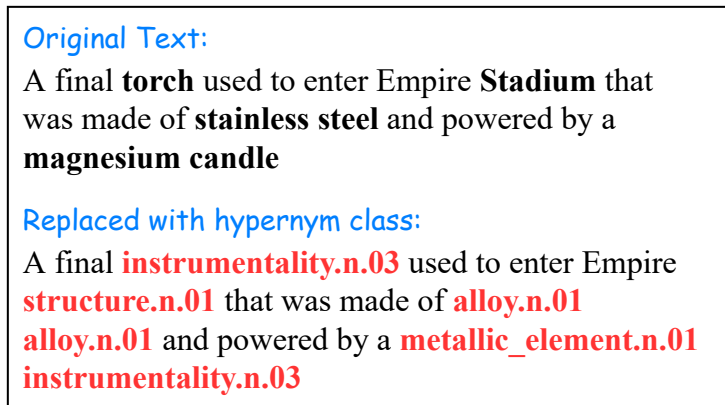 Original Text:
A final torch used to enter Empire Stadium that
was made of stainless steel and powered by a
magnesium candle
Replaced with hypernym class:
A final instrumentality.n.03 used to enter Empire
structure.n.01 that was made of alloy.n.01
alloy.n.01 and powered by a metallic_element.n.01
instrumentality.n.03